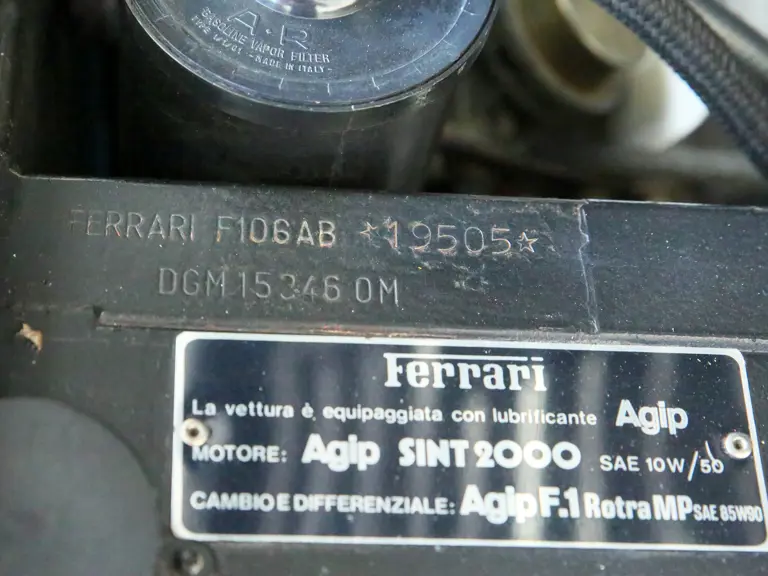 A·R
GASOLINE VAPOR FILTER
-MADE IN ITALY-
FERRARI F106AB ☆19505☆
DGM 15346 OM
Ferrari
La vettura è equipaggiata con lubrificante Agip
MOTORE: Agip SINT 2000 SAE 10W/50
CAMBIO E DIFFERENZIALE: Agip F.1 Rotra MP SAE 85W90